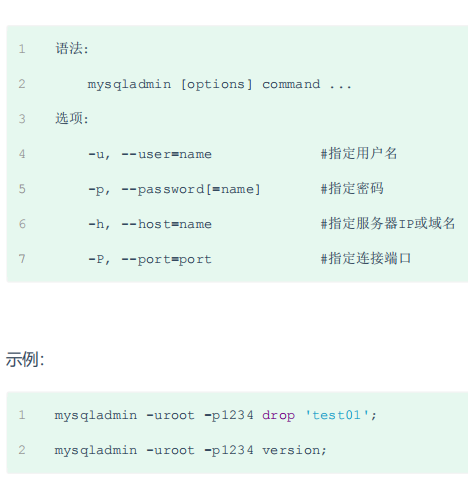 1 语法：
2 mysqladmin [options] command ...
3 选项：
4 -u, --user=name #指定用户名
5 -p, --password[=name] #指定密码
6 -h, --host=name #指定服务器IP或域名
7 -P, --port=port #指定连接端口
示例：
1 mysqladmin -uroot -p1234 drop 'test01';
2 mysqladmin -uroot -p1234 version;